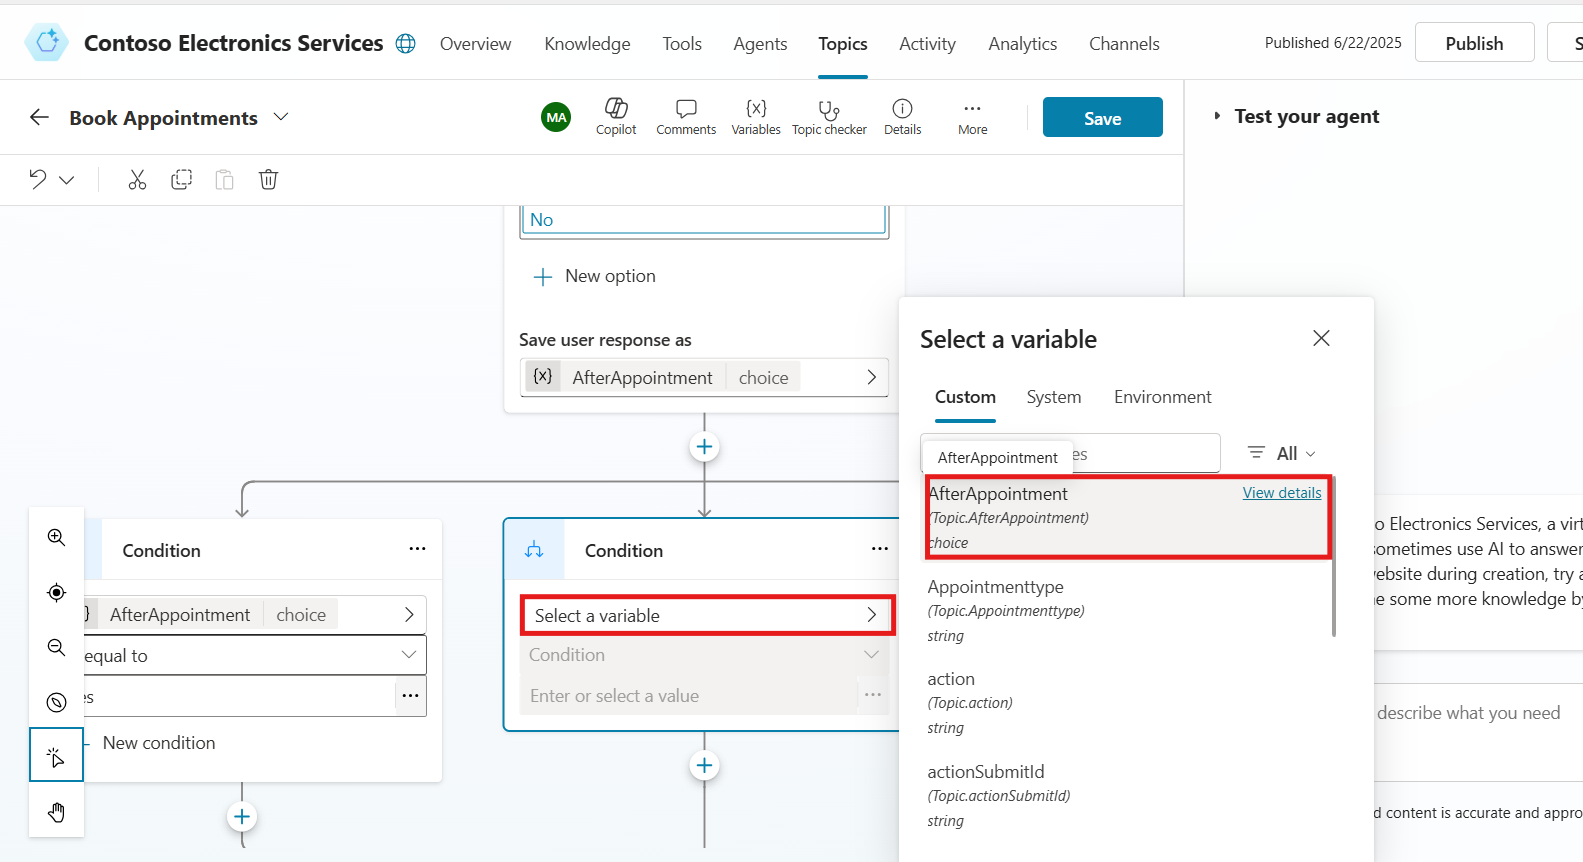 Contoso Electronics Services
Overview
Knowledge
Tools
Agents
Topics
Activity
Analytics
Channels
Published 6/22/2025
Publish
S
Book Appointments
MA
Copilot
Comments
{x}
Variables
Topic checker
Details
More
Save
Test your agent
No
New option
Save user response as
{x} AfterAppointment choice
Condition
AfterAppointment choice
equal to
es
New condition
Condition
Select a variable
Condition
Enter or select a value
Select a variable
Custom
System
Environment
AfterAppointment
es
All
AfterAppointment
View details
(Topic.AfterAppointment)
choice
Appointmenttype
(Topic.Appointmenttype)
string
action
(Topic.action)
string
actionSubmitId
(Topic.actionSubmitId)
string
o Electronics Services, a virt
sometimes use AI to answer
website during creation, try a
e some more knowledge by
describe what you need
d content is accurate and appro